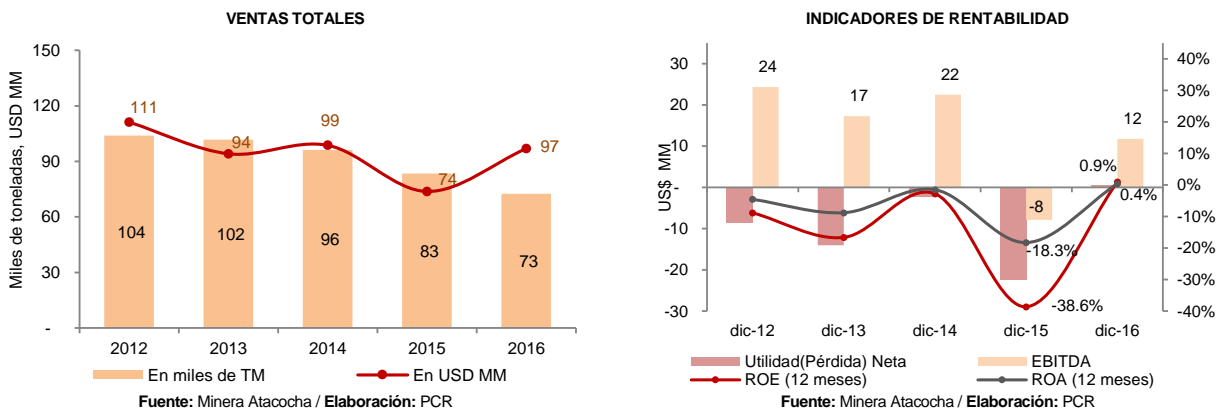 VENTAS TOTALES
Miles de toneladas, USD MM
150
120
90
60
30
-
111
94
99
74
97
104
102
96
83
73
2012
2013
2014
2015
2016
En miles de TM
En USD MM
Fuente: Minera Atacocha / Elaboración: PCR
INDICADORES DE RENTABILIDAD
US$ MM
30
20
10
-
-10
-20
-30
40%
30%
20%
10%
0%
-10%
-20%
-30%
-40%
24
17
22
-8
12
0.9%
0.4%
-18.3%
-38.6%
dic-12
dic-13
dic-14
dic-15
dic-16
Utilidad(Pérdida) Neta
EBITDA
ROE (12 meses)
ROA (12 meses)
Fuente: Minera Atacocha / Elaboración: PCR